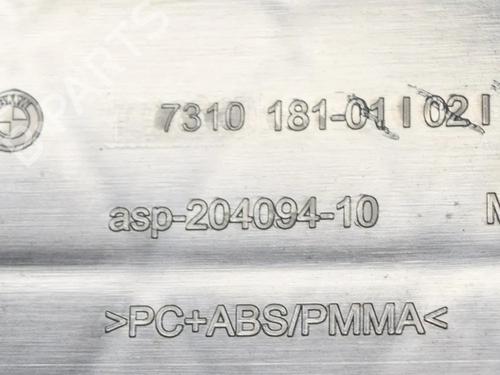 7310 181-01 | 02 |
asp-204094-10
>PC+ABS/PMMA<